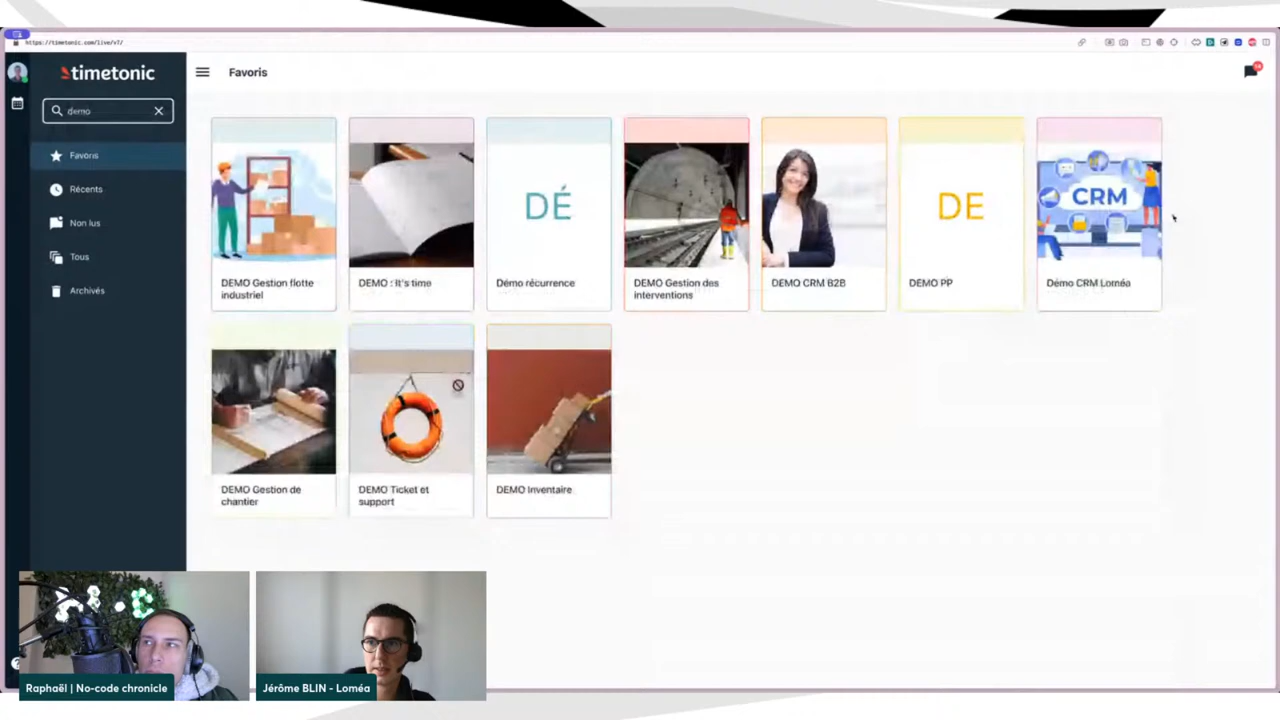 https://timetonic.com/live/v7/
timetonic
Favoris
demo
Favoris
Récents
Non lus
Tous
Archivés
DEMO Gestion flotte
industriel
DEMO : It's time
DÉ
Démo récurrence
DEMO Gestion des
interventions
DEMO CRM B2B
DE
DEMO PP
CRM
Démo CRM Loméa
DEMO Gestion de
chantier
DEMO Ticket et
support
DEMO Inventaire
Raphaël | No-code chronicle
Jérôme BLIN - Loméa